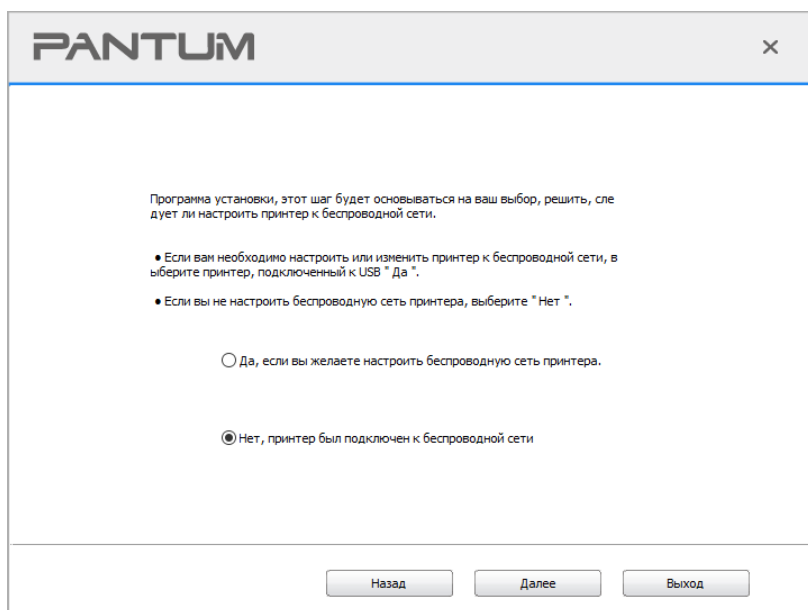 PANTUM
Программа установки, этот шаг будет основываться на ваш выбор, решить, сле
дует ли настроить принтер к беспроводной сети.
● Если вам необходимо настроить или изменить принтер к беспроводной сети, в
ыберите принтер, подключенный к USB " Да ".
● Если вы не настроить беспроводную сеть принтера, выберите " Нет ".
Да, если вы желаете настроить беспроводную сеть принтера.
Нет, принтер был подключен к беспроводной сети
Назад Далее Выход